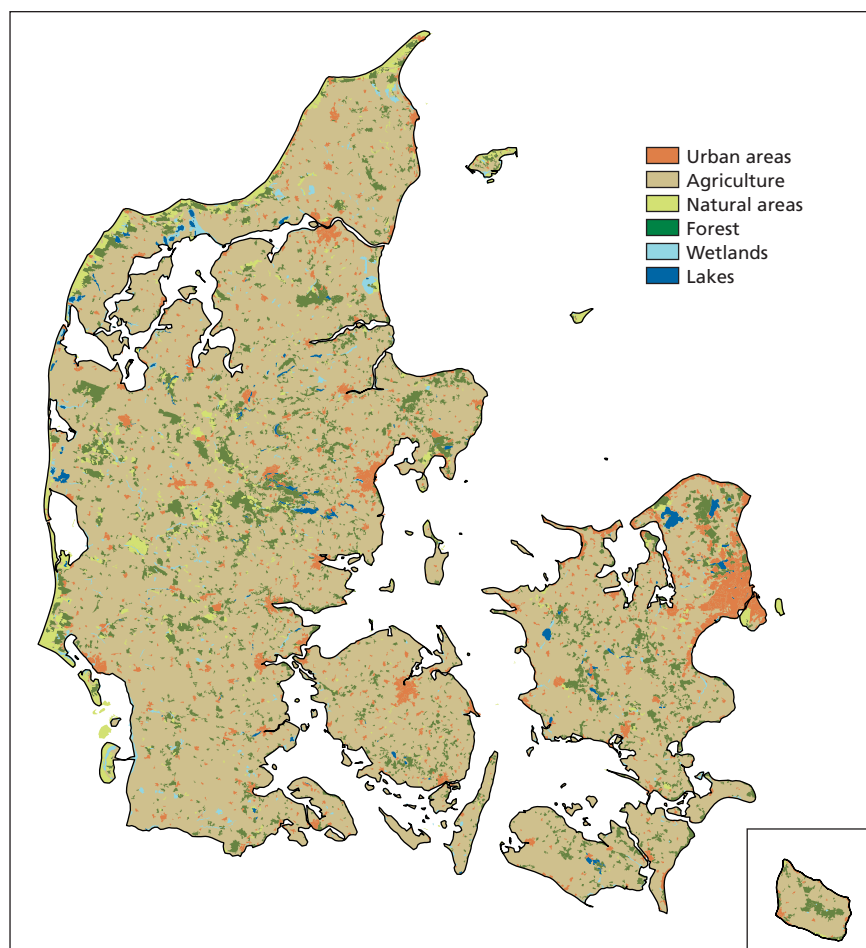 Urban areas
Agriculture
Natural areas
Forest
Wetlands
Lakes